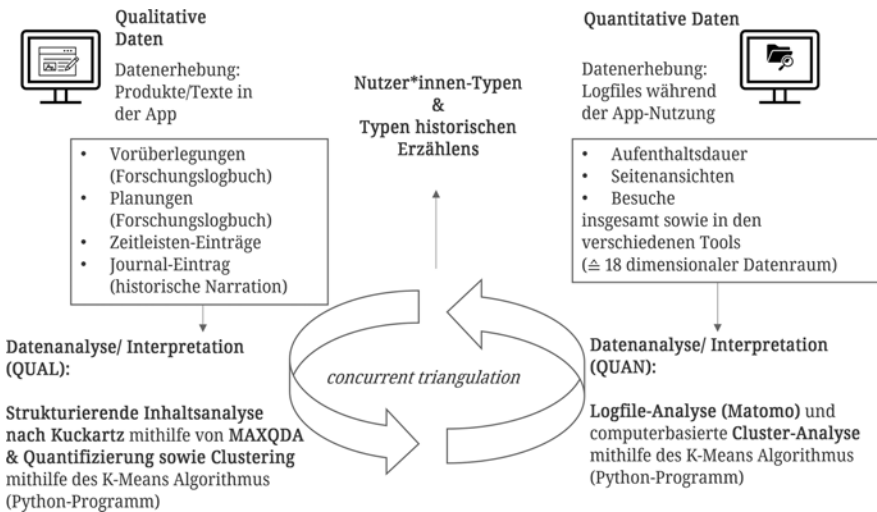 Qualitative
Daten
Datenerhebung:
Produkte/Texte in
der App
• Vorüberlegungen
(Forschungslogbuch)
• Planungen
(Forschungslogbuch)
• Zeitleisten-Einträge
• Journal-Eintrag
(historische Narration)
Datenanalyse/ Interpretation
(QUAL):
Strukturierende Inhaltsanalyse
nach Kuckartz mithilfe von MAXQDA
& Quantifizierung sowie Clustering
mithilfe des K-Means Algorithmus
(Python-Programm)
Nutzer*innen-Typen
&
Typen historischen
Erzählens
concurrent triangulation
Quantitative Daten
Datenerhebung:
Logfiles während
der App-Nutzung
• Aufenthaltsdauer
• Seitenansichten
• Besuche
insgesamt sowie in den
verschiedenen Tools
(≙ 18 dimensionaler Datenraum)
Datenanalyse/ Interpretation
(QUAN):
Logfile-Analyse (Matomo) und
computerbasierte Cluster-Analyse
mithilfe des K-Means Algorithmus
(Python-Programm)